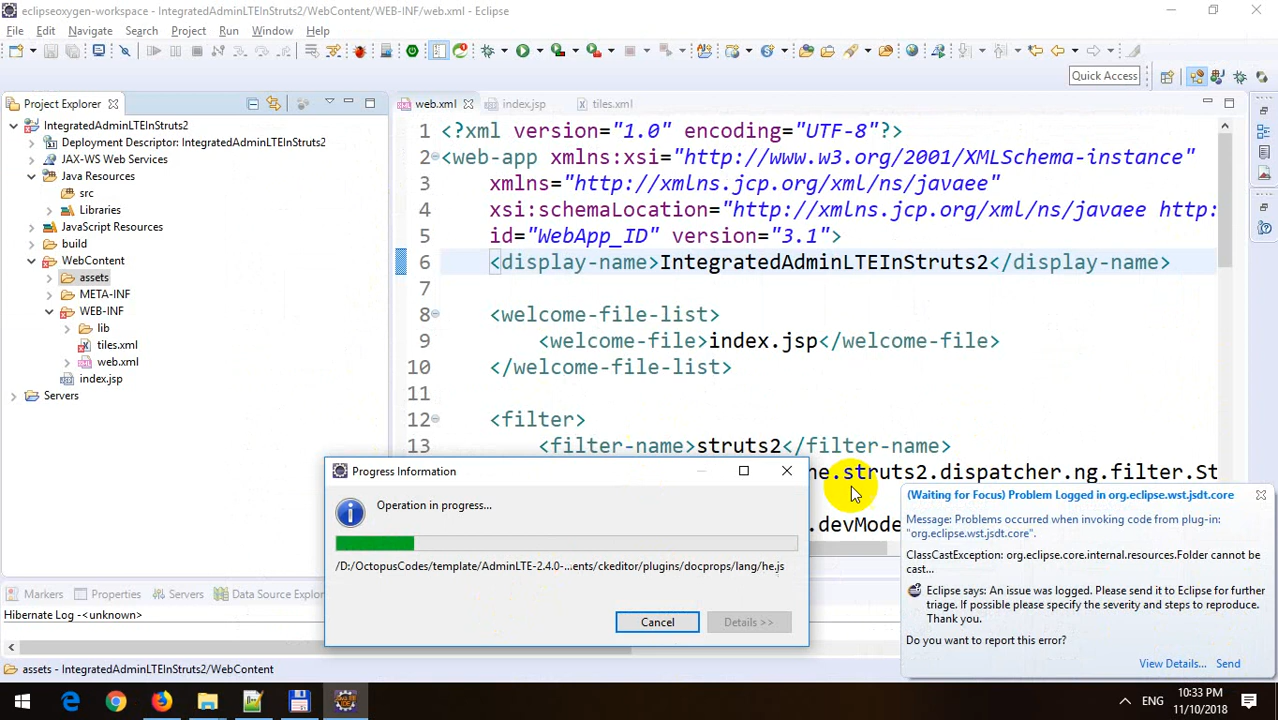 eclipseoxygen-workspace - IntegratedAdminLTEInStruts2/WebContent/WEB-INF/web.xml - Eclipse
File Edit Navigate Search Project Run Window Help
Quick Access
Project Explorer
IntegratedAdminLTEInStruts2
Deployment Descriptor: IntegratedAdminLTEInStruts2
JAX-WS Web Services
Java Resources
src
Libraries
JavaScript Resources
build
WebContent
assets
META-INF
WEB-INF
lib
tiles.xml
web.xml
index.jsp
Servers
web.xml index.jsp tiles.xml
1 <?xml version="1.0" encoding="UTF-8"?>
2 <web-app xmlns:xsi="http://www.w3.org/2001/XMLSchema-instance"
3 xmlns="http://xmlns.jcp.org/xml/ns/javaee"
4 xsi:schemaLocation="http://xmlns.jcp.org/xml/ns/javaee http:
5 id="WebApp_ID" version="3.1">
6 <display-name>IntegratedAdminLTEInStruts2</display-name>
7
8 <welcome-file-list>
9 <welcome-file>index.jsp</welcome-file>
10 </welcome-file-list>
11
12 <filter>
13 <filter-name>struts2</filter-name>
he.struts2.dispatcher.ng.filter.St
.devMode
Progress Information
Operation in progress...
/D:/OctopusCodes/template/AdminLTE-2.4.0-...ents/ckeditor/plugins/docprops/lang/he.js
Cancel Details >>
(Waiting for Focus) Problem Logged in org.eclipse.wst.jsdt.core
Message: Problems occurred when invoking code from plug-in:
"org.eclipse.wst.jsdt.core".
ClassCastException: org.eclipse.core.internal.resources.Folder cannot be
cast...
Eclipse says: An issue was logged. Please send it to Eclipse for further
triage. If possible please specify the severity and steps to reproduce.
Thank you.
Do you want to report this error?
View Details... Send
Markers Properties Servers Data Source Explor
Hibernate Log -<unknown>
assets - IntegratedAdminLTEInStruts2/WebContent
ENG
10:33 PM
11/10/2018